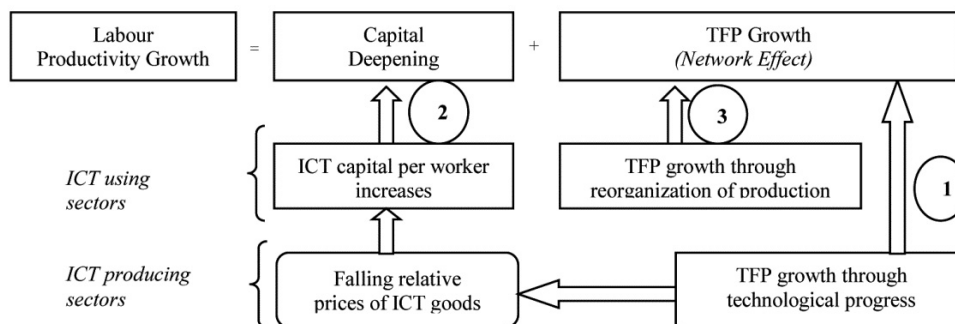 Labour
Productivity Growth
=
Capital
Deepening
+
TFP Growth
(Network Effect)
2
3
1
ICT using
sectors
ICT capital per worker
increases
TFP growth through
reorganization of production
ICT producing
sectors
Falling relative
prices of ICT goods
TFP growth through
technological progress